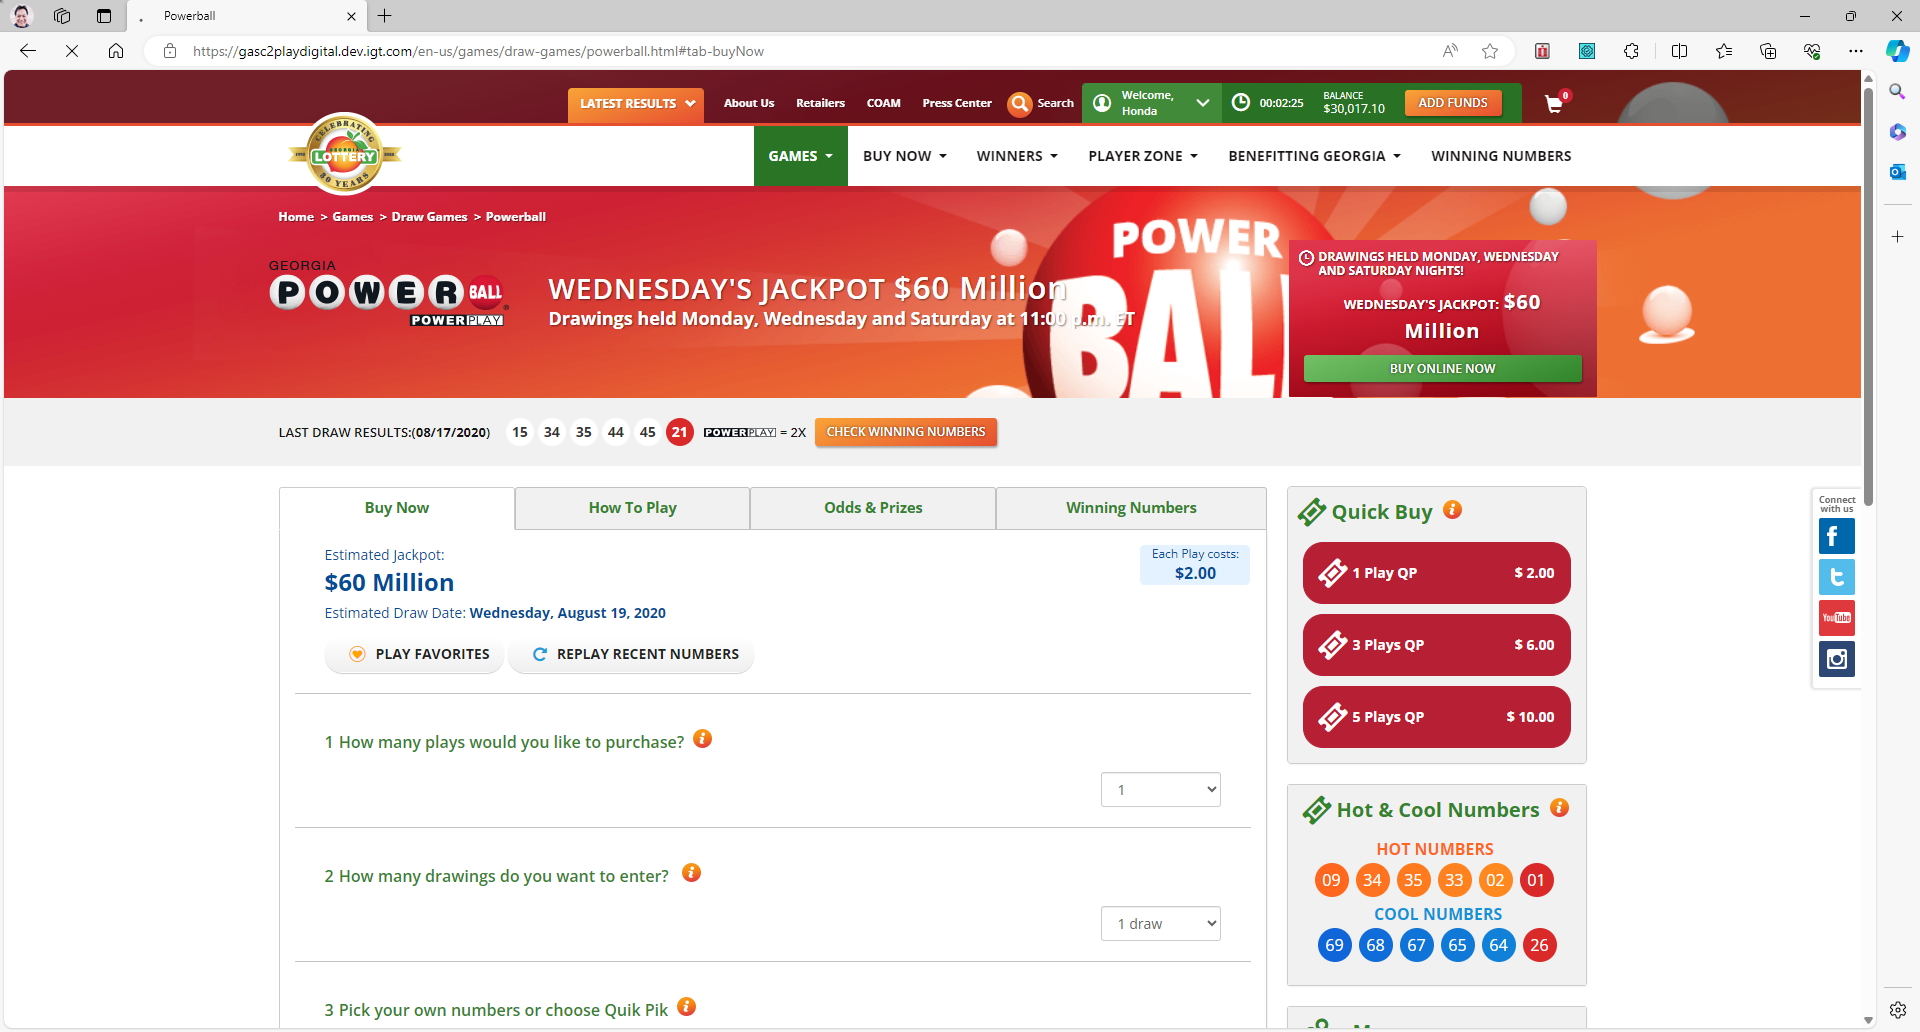 Powerball
https://gasc2playdigital.dev.igt.com/en-us/games/draw-games/powerball.html#tab-buyNow
LATEST RESULTS
About Us
Retailers
COAM
Press Center
Search
Welcome,
Honda
00:02:25
BALANCE
$30,017.10
ADD FUNDS
0
CELEBRATING
GEORGIA
LOTTERY
30 YEARS
GAMES
BUY NOW
WINNERS
PLAYER ZONE
BENEFITTING GEORGIA
WINNING NUMBERS
Home > Games > Draw Games > Powerball
GEORGIA
POWER BALL
POWERPLAY
WEDNESDAY'S JACKPOT $60 Million
Drawings held Monday, Wednesday and Saturday at 11:00 p.m. ET
POWER
BALL
DRAWINGS HELD MONDAY, WEDNESDAY
AND SATURDAY NIGHTS!
WEDNESDAY'S JACKPOT: $60
Million
BUY ONLINE NOW
LAST DRAW RESULTS:(08/17/2020) 15 34 35 44 45 21 POWERPLAY = 2X
CHECK WINNING NUMBERS
Buy Now
How To Play
Odds & Prizes
Winning Numbers
Estimated Jackpot:
$60 Million
Estimated Draw Date: Wednesday, August 19, 2020
Each Play costs:
$2.00
PLAY FAVORITES
REPLAY RECENT NUMBERS
1 How many plays would you like to purchase?
1
2 How many drawings do you want to enter?
1 draw
3 Pick your own numbers or choose Quik Pik
Quick Buy
1 Play QP $ 2.00
3 Plays QP $ 6.00
5 Plays QP $ 10.00
Hot & Cool Numbers
HOT NUMBERS
09 34 35 33 02 01
COOL NUMBERS
69 68 67 65 64 26
Connect
with us
YouTube